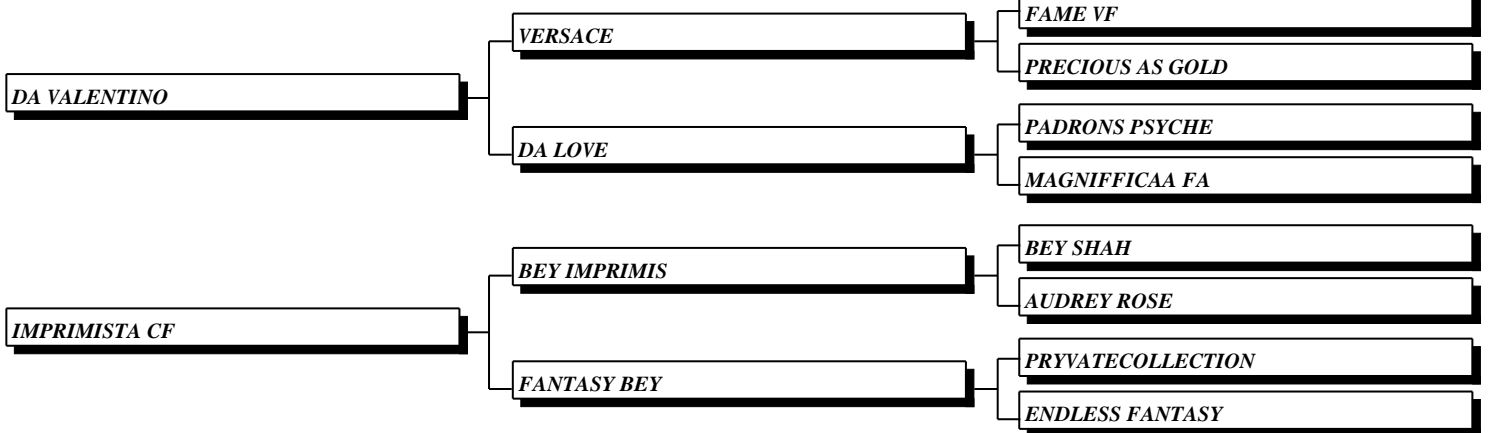 FAME VF
VERSACE
PRECIOUS AS GOLD
DA VALENTINO
PADRONS PSYCHE
DA LOVE
MAGNIFFICAA FA
BEY SHAH
BEY IMPRIMIS
AUDREY ROSE
IMPRIMISTA CF
PRYVATECOLLECTION
FANTASY BEY
ENDLESS FANTASY